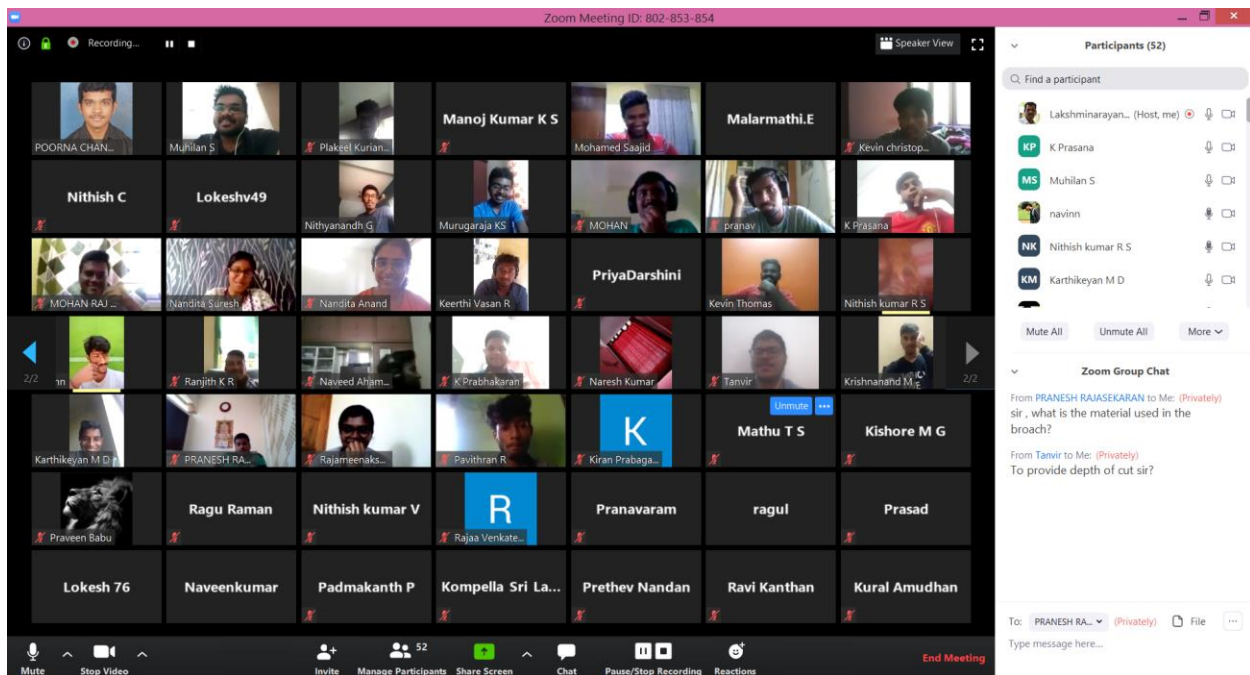 Zoom Meeting ID: 802-853-854
Recording...
Speaker View
POORNA CHAN...
Muhilan S
Plakeel Kurian...
Manoj Kumar K S
Mohamed Saajid
Malarmathi.E
Kevin christop...
Nithish C
Lokeshv49
Nithyanandh G
Murugaraja KS
MOHAN
pranav
K Prasana
MOHAN RAJ ...
Nandita Suresh
Nandita Anand
Keerthi Vasan R
PriyaDarshini
Kevin Thomas
Nithish kumar R S
2/2
nn
Ranjith K R
Naveed Aham...
K Prabhakaran
Naresh Kumar
Tanvir
Krishnanand M
2/2
Karthikeyan M D
PRANESH RA...
Rajameenaks...
Pavithran R
K
Kiran Prabaga...
Unmute
Mathu T S
Kishore M G
Praveen Babu
Ragu Raman
Nithish kumar V
R
Rajaa Venkate...
Pranavaram
ragul
Prasad
Lokesh 76
Naveenkumar
Padmakanth P
Kompella Sri La...
Prethev Nandan
Ravi Kanthan
Kural Amudhan
Mute
Stop Video
Invite
52
Manage Participants
Share Screen
Chat
Pause/Stop Recording
Reactions
End Meeting
Participants (52)
Find a participant
Lakshminarayan... (Host, me)
KP K Prasana
MS Muhilan S
navinn
NK Nithish kumar R S
KM Karthikeyan M D
Mute All Unmute All More
Zoom Group Chat
From PRANESH RAJASEKARAN to Me: (Privately)
sir , what is the material used in the
broach?
From Tanvir to Me: (Privately)
To provide depth of cut sir?
To: PRANESH RA... (Privately) File ...
Type message here...